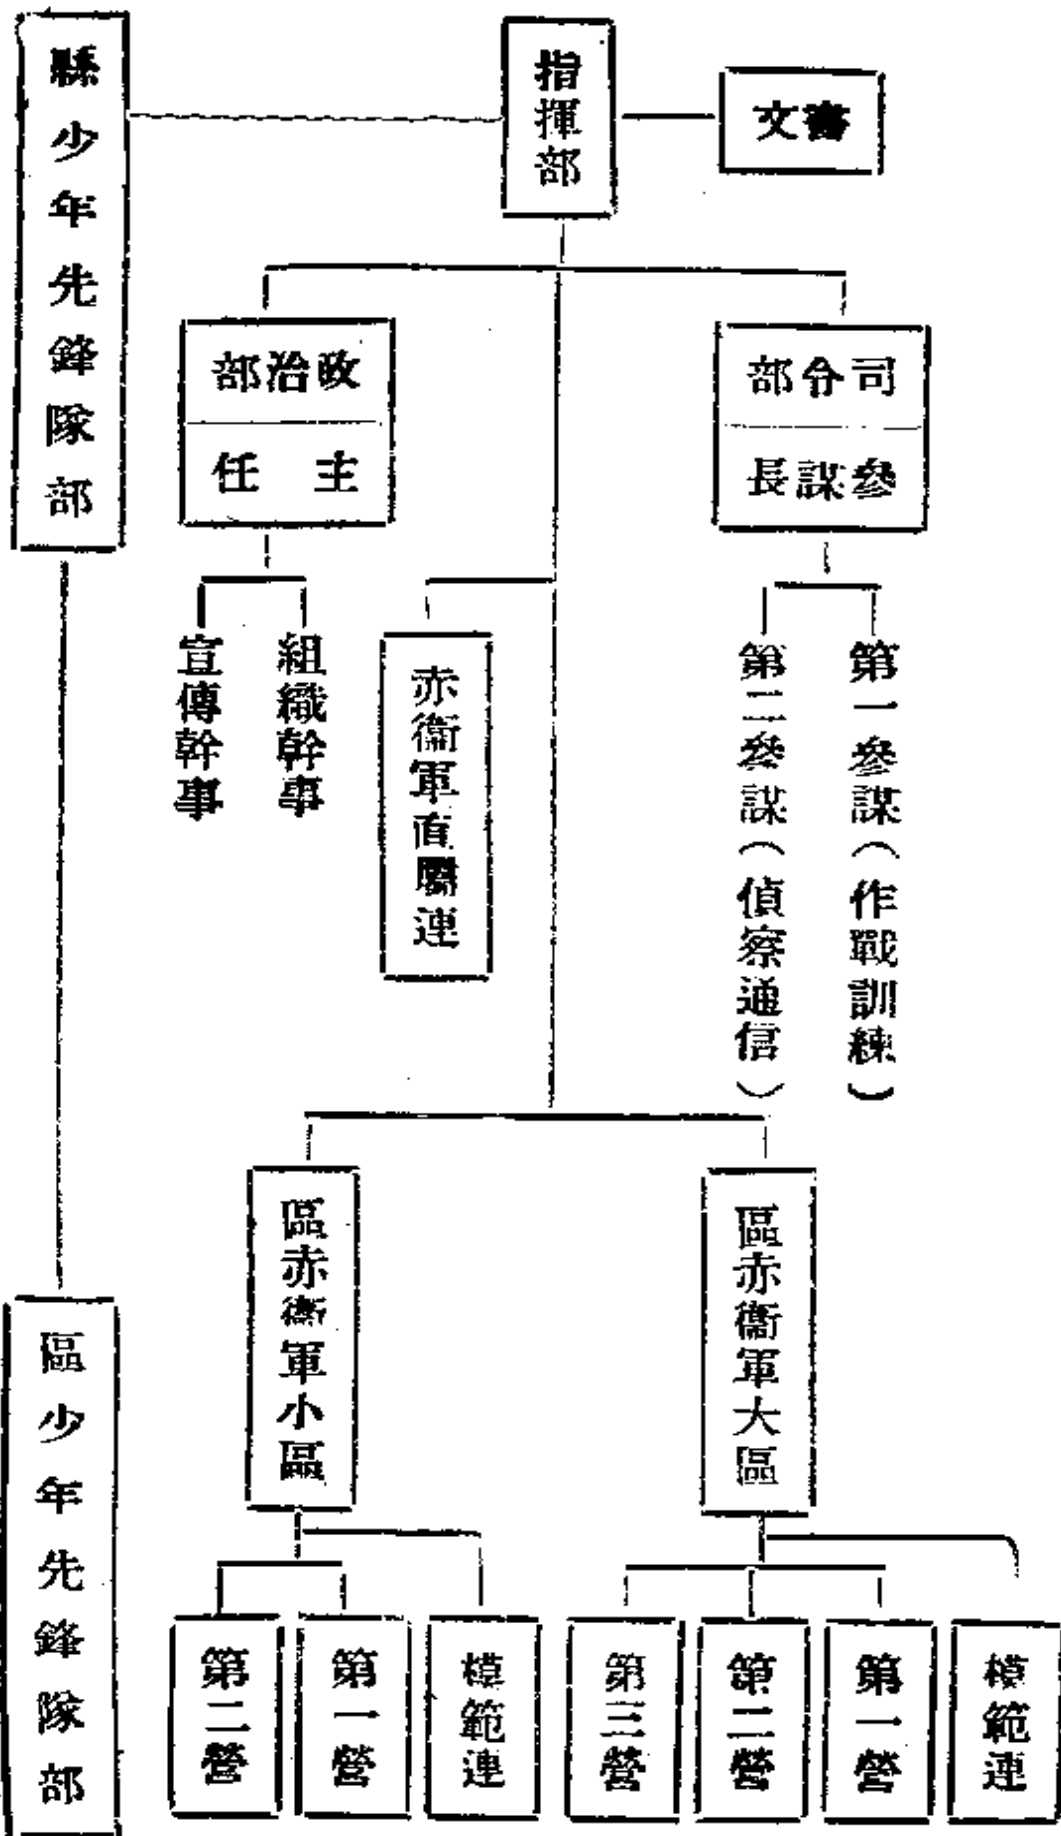 指揮部
文書
縣少年先鋒隊部
司令部
參謀長
政治部
主任
第一參謀（作戰訓練）
第二參謀（偵察通信）
組織幹事
宣傳幹事
赤衞軍直屬連
區赤衞軍大區
區赤衞軍小區
區少年先鋒隊部
模範連
第一營
第二營
第三營
模範連
第一營
第二營